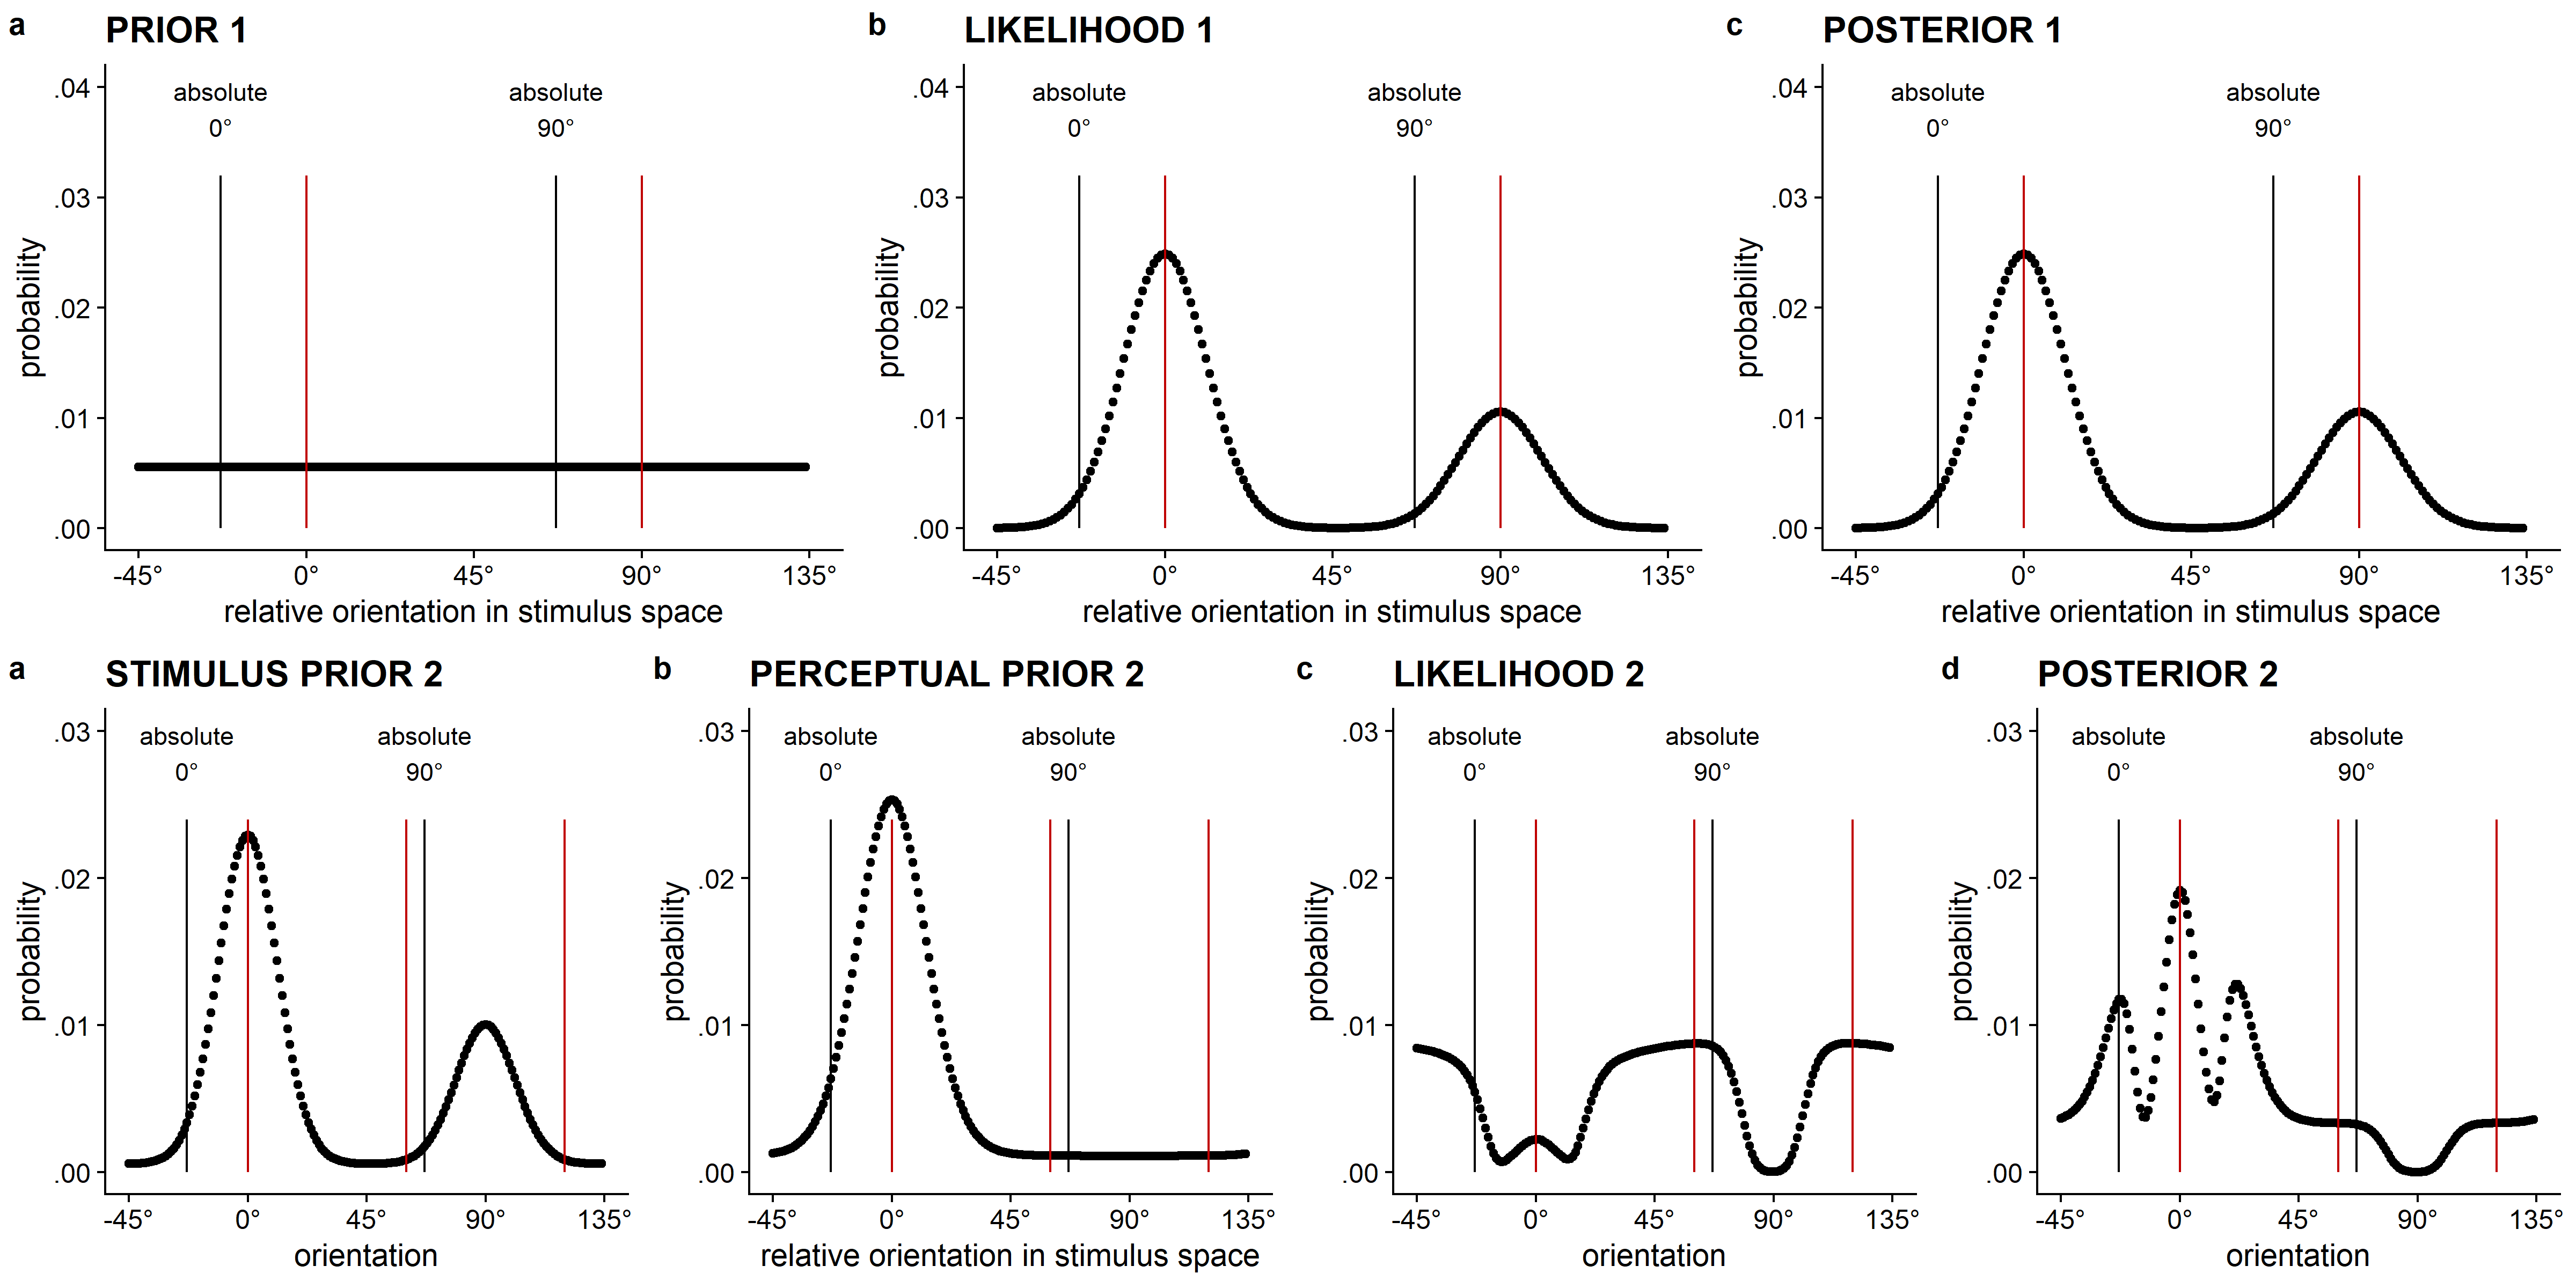 a PRIOR 1
absolute absolute
0° 90°
.04
.03
.02
.01
.00
probability
-45° 0° 45° 90° 135°
relative orientation in stimulus space
b LIKELIHOOD 1
absolute absolute
0° 90°
.04
.03
.02
.01
.00
probability
-45° 0° 45° 90° 135°
relative orientation in stimulus space
c POSTERIOR 1
absolute absolute
0° 90°
.04
.03
.02
.01
.00
probability
-45° 0° 45° 90° 135°
relative orientation in stimulus space
a STIMULUS PRIOR 2
absolute absolute
0° 90°
.03
.02
.01
.00
probability
-45° 0° 45° 90° 135°
orientation
b PERCEPTUAL PRIOR 2
absolute absolute
0° 90°
.03
.02
.01
.00
probability
-45° 0° 45° 90° 135°
relative orientation in stimulus space
c LIKELIHOOD 2
absolute absolute
0° 90°
.03
.02
.01
.00
probability
-45° 0° 45° 90° 135°
orientation
d POSTERIOR 2
absolute absolute
0° 90°
.03
.02
.01
.00
probability
-45° 0° 45° 90° 135°
orientation